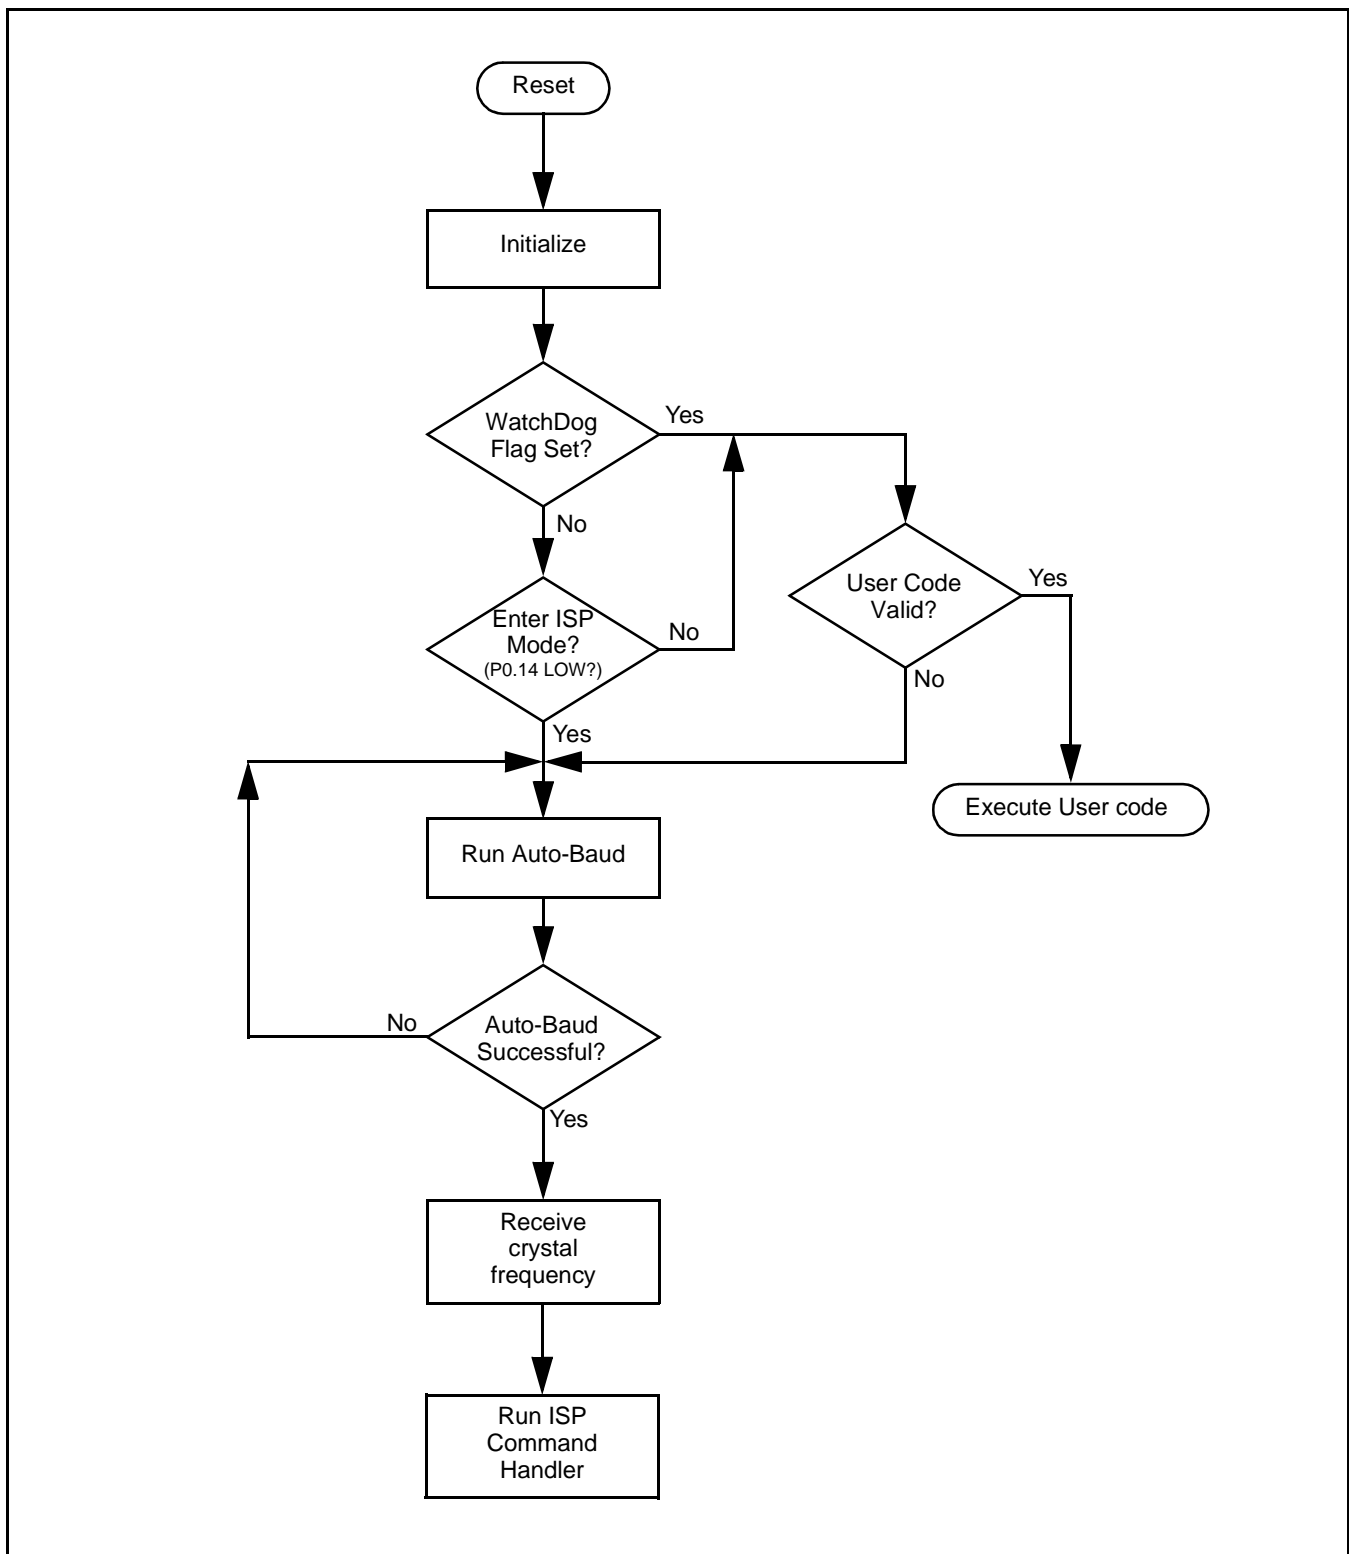 Reset
Initialize
WatchDog
Flag Set?
Yes
No
Enter ISP
Mode?
(P0.14 LOW?)
No
Yes
User Code
Valid?
Yes
No
Execute User code
Run Auto-Baud
Auto-Baud
Successful?
No
Yes
Receive
crystal
frequency
Run ISP
Command
Handler